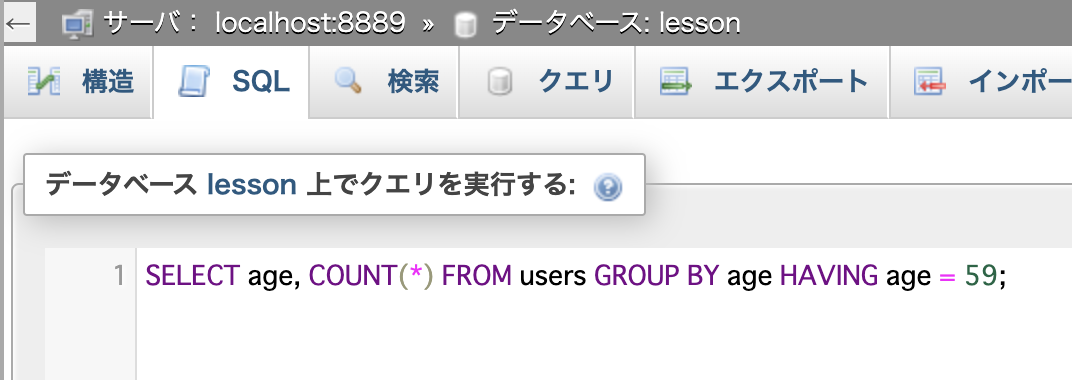 ← サーバ： localhost:8889 » データベース: lesson
構造 SQL 検索 クエリ エクスポート インポー
データベース lesson 上でクエリを実行する:
1 SELECT age, COUNT(*) FROM users GROUP BY age HAVING age = 59;